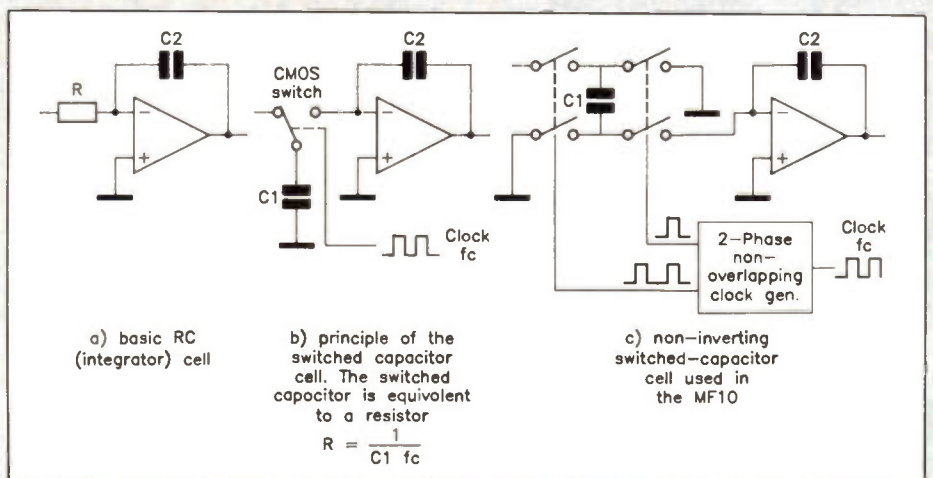 C2
R
−
+
CMOS
switch
C2
C1
−
+
Clock
fc
C1
C2
−
+
2–Phase
non–
overlapping
clock gen.
Clock
fc
a) basic RC
(integrator) cell
b) principle of the
switched capacitor
cell. The switched
capocitor is equivolent
to a resistor
R = 1 / C1 fc
c) non–inverting
switched–capacitor
cell used in
the MF10